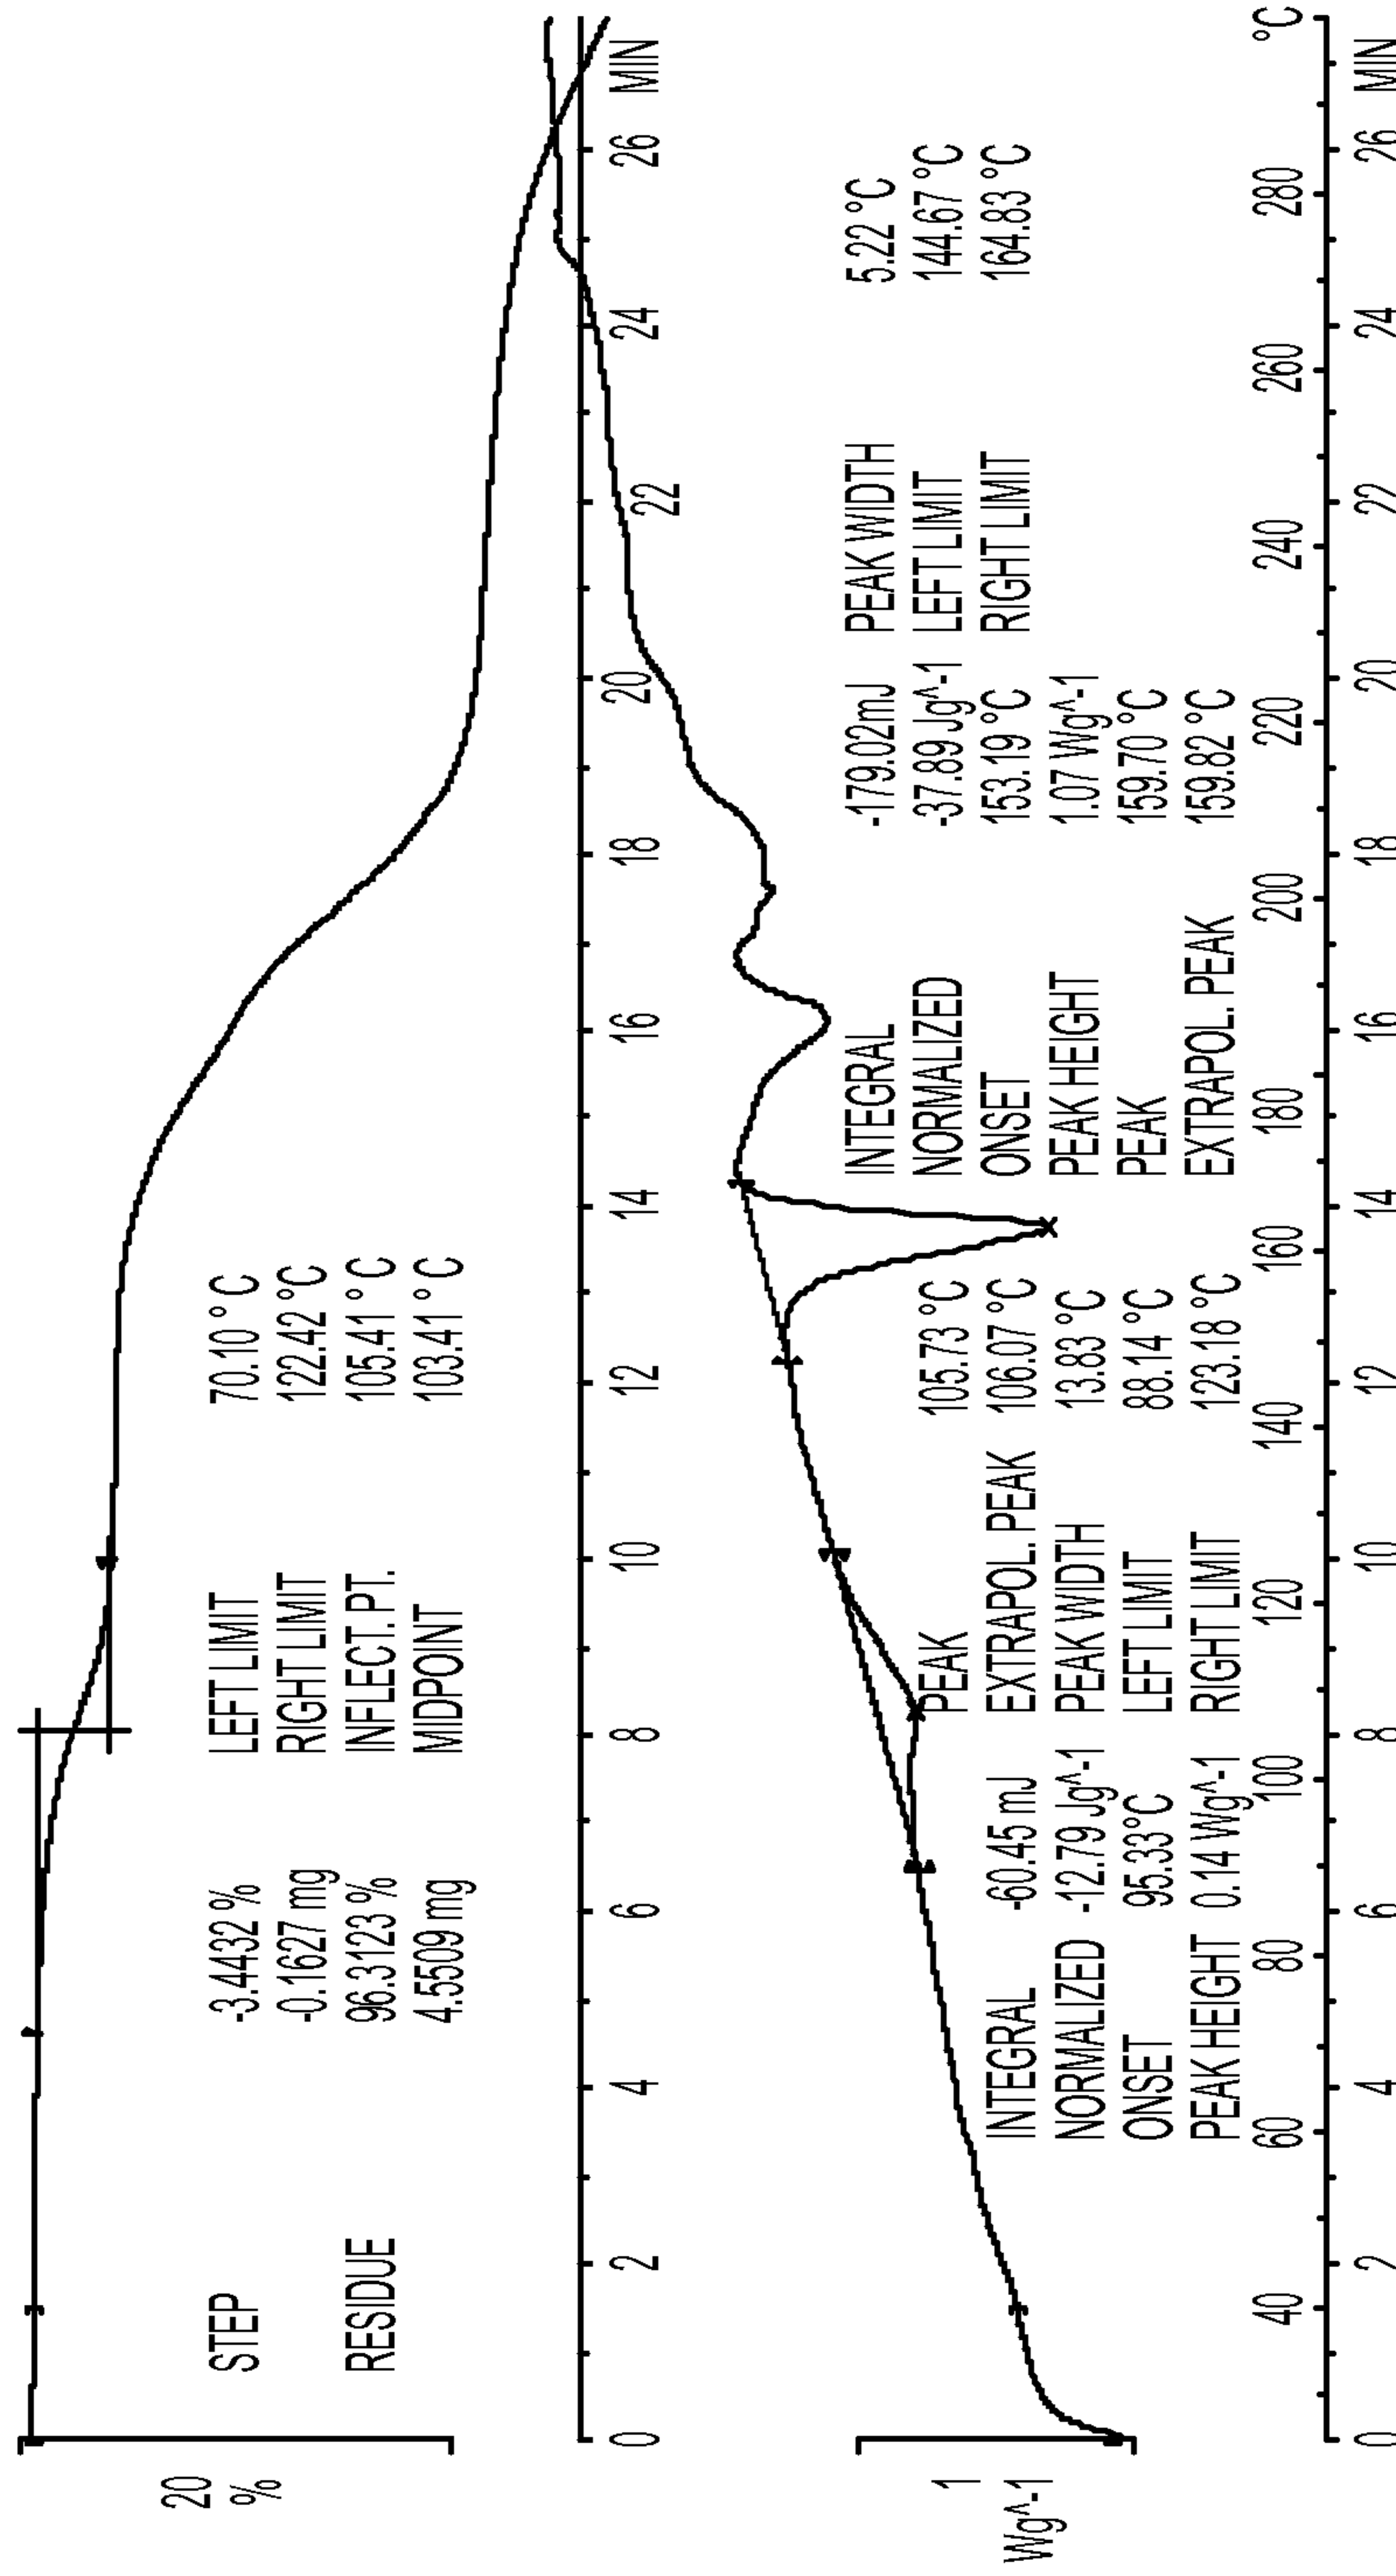 20
%
STEP -3.4432 % LEFT LIMIT 70.10 °C
-0.1627 mg RIGHT LIMIT 122.42 °C
RESIDUE 96.3123 % INFLECT. PT. 105.41 °C
4.5509 mg MIDPOINT 103.41 °C
0 2 4 6 8 10 12 14 16 18 20 22 24 26 MIN
1
Wg^-1
INTEGRAL -179.02mJ PEAK WIDTH 5.22 °C
NORMALIZED -37.89 Jg^-1 LEFT LIMIT 144.67 °C
ONSET 153.19 °C RIGHT LIMIT 164.83 °C
PEAK HEIGHT 1.07 Wg^-1
PEAK 159.70 °C
EXTRAPOL. PEAK 159.82 °C
PEAK 105.73 °C
INTEGRAL -60.45 mJ EXTRAPOL. PEAK 106.07 °C
NORMALIZED -12.79 Jg^-1 PEAK WIDTH 13.83 °C
ONSET 95.33°C LEFT LIMIT 88.14 °C
PEAK HEIGHT 0.14 Wg^-1 RIGHT LIMIT 123.18 °C
40 60 80 100 120 140 160 180 200 220 240 260 280 °C
0 2 4 6 8 10 12 14 16 18 20 22 24 26 MIN